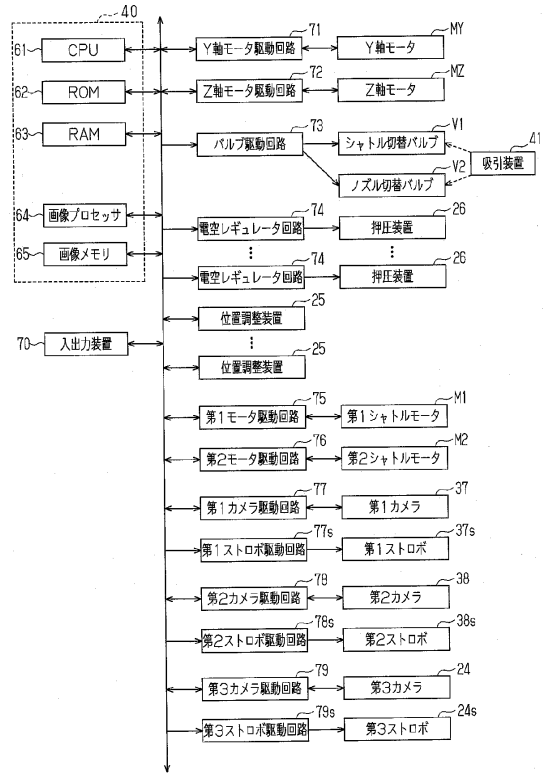 40
61 CPU
62 ROM
63 RAM
64 画像プロセッサ
65 画像メモリ
70 入出力装置
71 Y軸モータ駆動回路 MY Y軸モータ
72 Z軸モータ駆動回路 MZ Z軸モータ
73 バルブ駆動回路 V1 シャトル切替バルブ
41 吸引装置
V2 ノズル切替バルブ
74 電空レギュレータ回路 26 押圧装置
74 電空レギュレータ回路 26 押圧装置
25 位置調整装置
25 位置調整装置
75 第1モータ駆動回路 M1 第1シャトルモータ
76 第2モータ駆動回路 M2 第2シャトルモータ
77 第1カメラ駆動回路 37 第1カメラ
77s 第1ストロボ駆動回路 37s 第1ストロボ
78 第2カメラ駆動回路 38 第2カメラ
78s 第2ストロボ駆動回路 38s 第2ストロボ
79 第3カメラ駆動回路 24 第3カメラ
79s 第3ストロボ駆動回路 24s 第3ストロボ